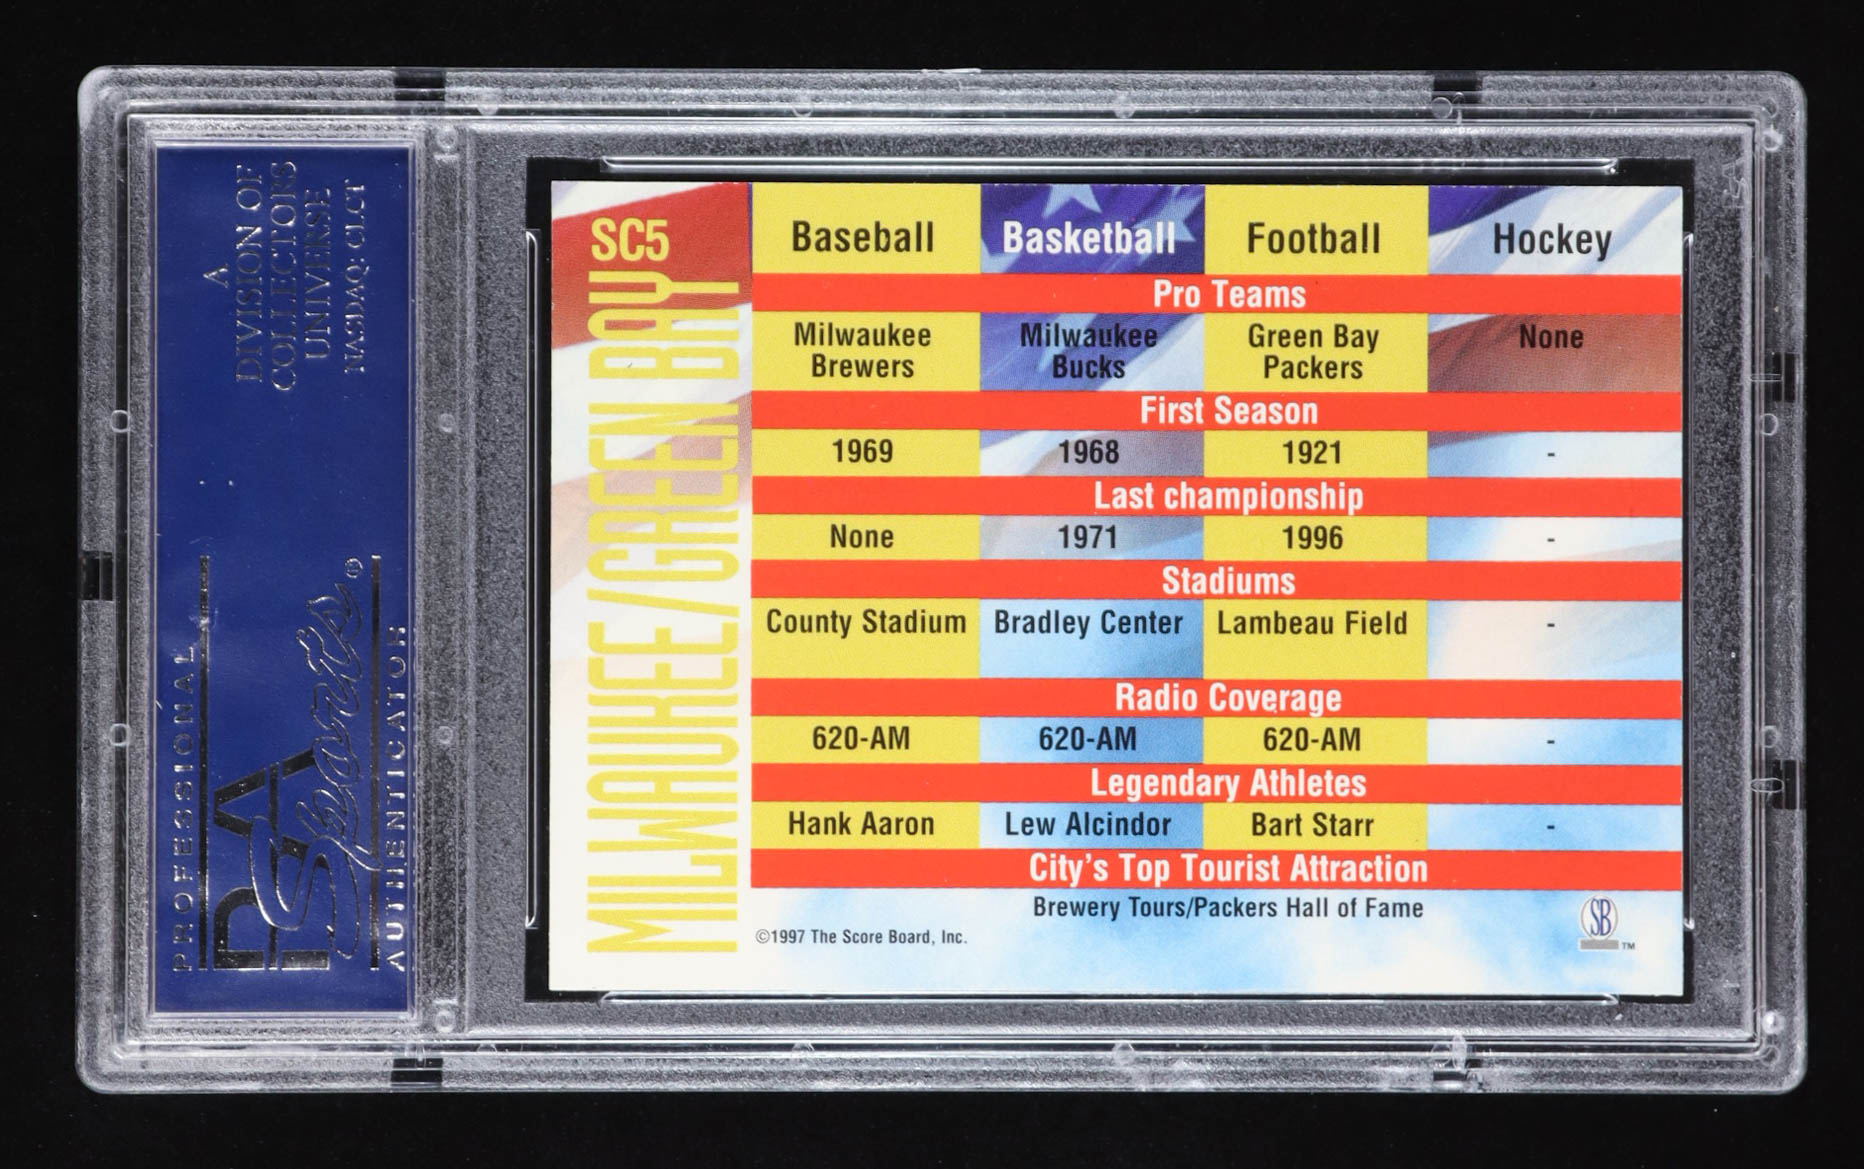 A
DIVISION OF
COLLECTORS
UNIVERSE
NASDAQ: CLCT
PROFESSIONAL
PSA
Sports®
AUTHENTICATOR
SC5
MILWAUKEE/GREEN BAY
Baseball Basketball Football Hockey
Pro Teams
Milwaukee Brewers Milwaukee Bucks Green Bay Packers None
First Season
1969 1968 1921 -
Last championship
None 1971 1996 -
Stadiums
County Stadium Bradley Center Lambeau Field -
Radio Coverage
620-AM 620-AM 620-AM -
Legendary Athletes
Hank Aaron Lew Alcindor Bart Starr -
City's Top Tourist Attraction
Brewery Tours/Packers Hall of Fame
©1997 The Score Board, Inc.
SB
TM